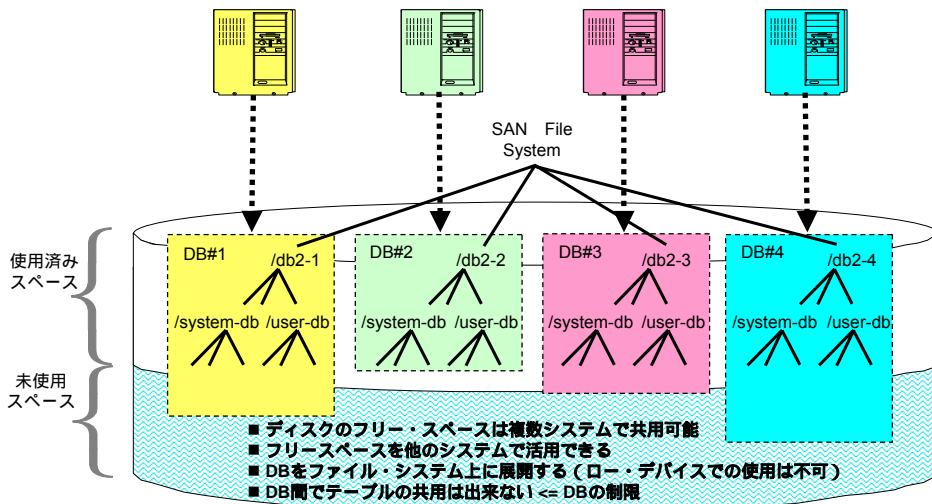 SAN File
System
使用済み
スペース
未使用
スペース
DB#1
/db2-1
/system-db /user-db
DB#2
/db2-2
/system-db /user-db
DB#3
/db2-3
/system-db /user-db
DB#4
/db2-4
/system-db /user-db
■ ディスクのフリー・スペースは複数システムで共用可能
■ フリースペースを他のシステムで活用できる
■ DBをファイル・システム上に展開する(ロー・デバイスでの使用は不可)
■ DB間でテーブルの共用は出来ない <= DBの制限